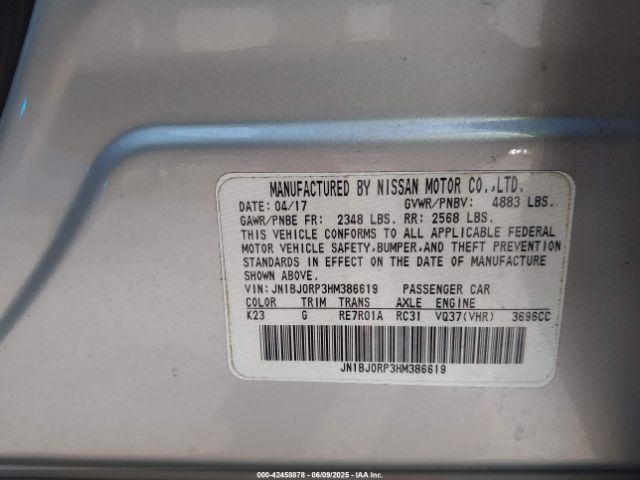 MANUFACTURED BY NISSAN MOTOR CO.,LTD.
DATE: 04/17 GVWR/PNBV: 4883 LBS.
GAWR/PNBE FR: 2348 LBS. RR: 2568 LBS.
THIS VEHICLE CONFORMS TO ALL APPLICABLE FEDERAL
MOTOR VEHICLE SAFETY,BUMPER,AND THEFT PREVENTION
STANDARDS IN EFFECT ON THE DATE OF MANUFACTURE
SHOWN ABOVE.
VIN: JN1BJ0RP3HM386619 PASSENGER CAR
COLOR TRIM TRANS AXLE ENGINE
K23 G RE7R01A RC31 VQ37(VHR) 3696CC
JN1BJ0RP3HM386619
000-42458878 - 06/09/2025 - IAA Inc.